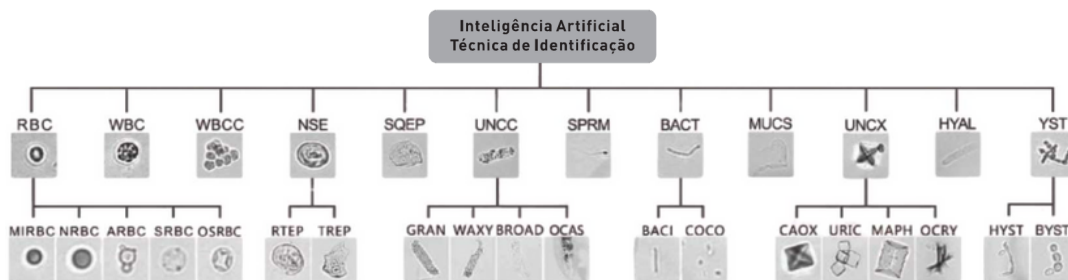 Inteligência Artificial
Técnica de Identificação
RBC WBC WBCC NSE SQEP UNCC SPRM BACT MUCS UNCX HYAL YST
MIRBC NRBC ARBC SRBC OSRBC RTEP TREP GRAN WAXY BROAD OCAS BACI COCO CAOX URIC MAPH OCRY HYST BYST